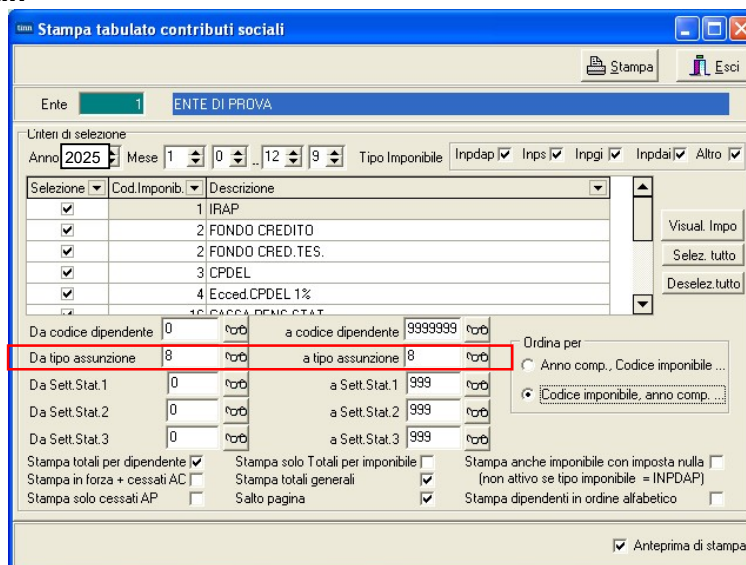 tinn Stampa tabulato contributi sociali
Stampa Esci
Ente 1 ENTE DI PROVA
Criteri di selezione
Anno 2025 Mese 1 0 .. 12 9 Tipo Imponibile Inpdap Inps Inpgi Inpdai Altro
Selezione Cod.Imponib. Descrizione
1 IRAP
2 FONDO CREDITO
2 FONDO CRED.TES.
3 CPDEL
4 Ecced.CPDEL 1%
16 CASSA PENS.STAT.
Visual. Impo
Selez. tutto
Deselez.tutto
Da codice dipendente 0 a codice dipendente 9999999
Da tipo assunzione 8 a tipo assunzione 8
Da Sett.Stat.1 0 a Sett.Stat.1 999
Da Sett.Stat.2 0 a Sett.Stat.2 999
Da Sett.Stat.3 0 a Sett.Stat.3 999
Ordina per
Anno comp., Codice imponibile ...
Codice imponibile, anno comp. ...
Stampa totali per dipendente Stampa solo Totali per imponibile Stampa anche imponibile con imposta nulla
Stampa in forza + cessati AC Stampa totali generali (non attivo se tipo imponibile = INPDAP)
Stampa solo cessati AP Salto pagina Stampa dipendenti in ordine alfabetico
Anteprima di stampa